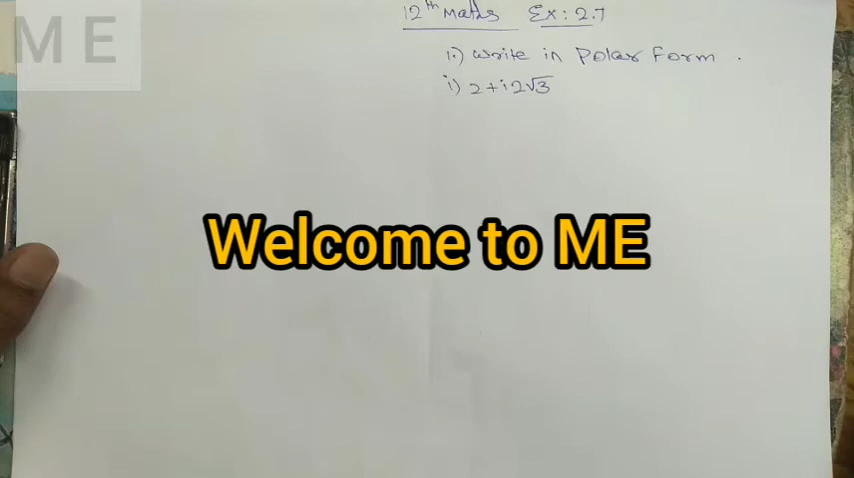 ME
12th Maths Ex: 2.7
1.) Write in Polar Form.
i) 2+i2√3
Welcome to ME